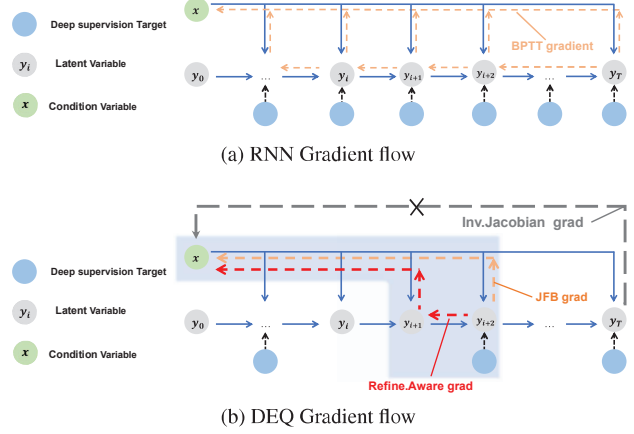 x
Deep supervision Target
BPTT gradient
y_i Latent Variable
y_0 ... y_i y_{i+1} y_{i+2} ... y_T
x Condition Variable
(a) RNN Gradient flow
Inv.Jacobian grad
x
Deep supervision Target
JFB grad
y_i Latent Variable
y_0 ... y_i y_{i+1} y_{i+2} ... y_T
x Condition Variable
Refine.Aware grad
(b) DEQ Gradient flow